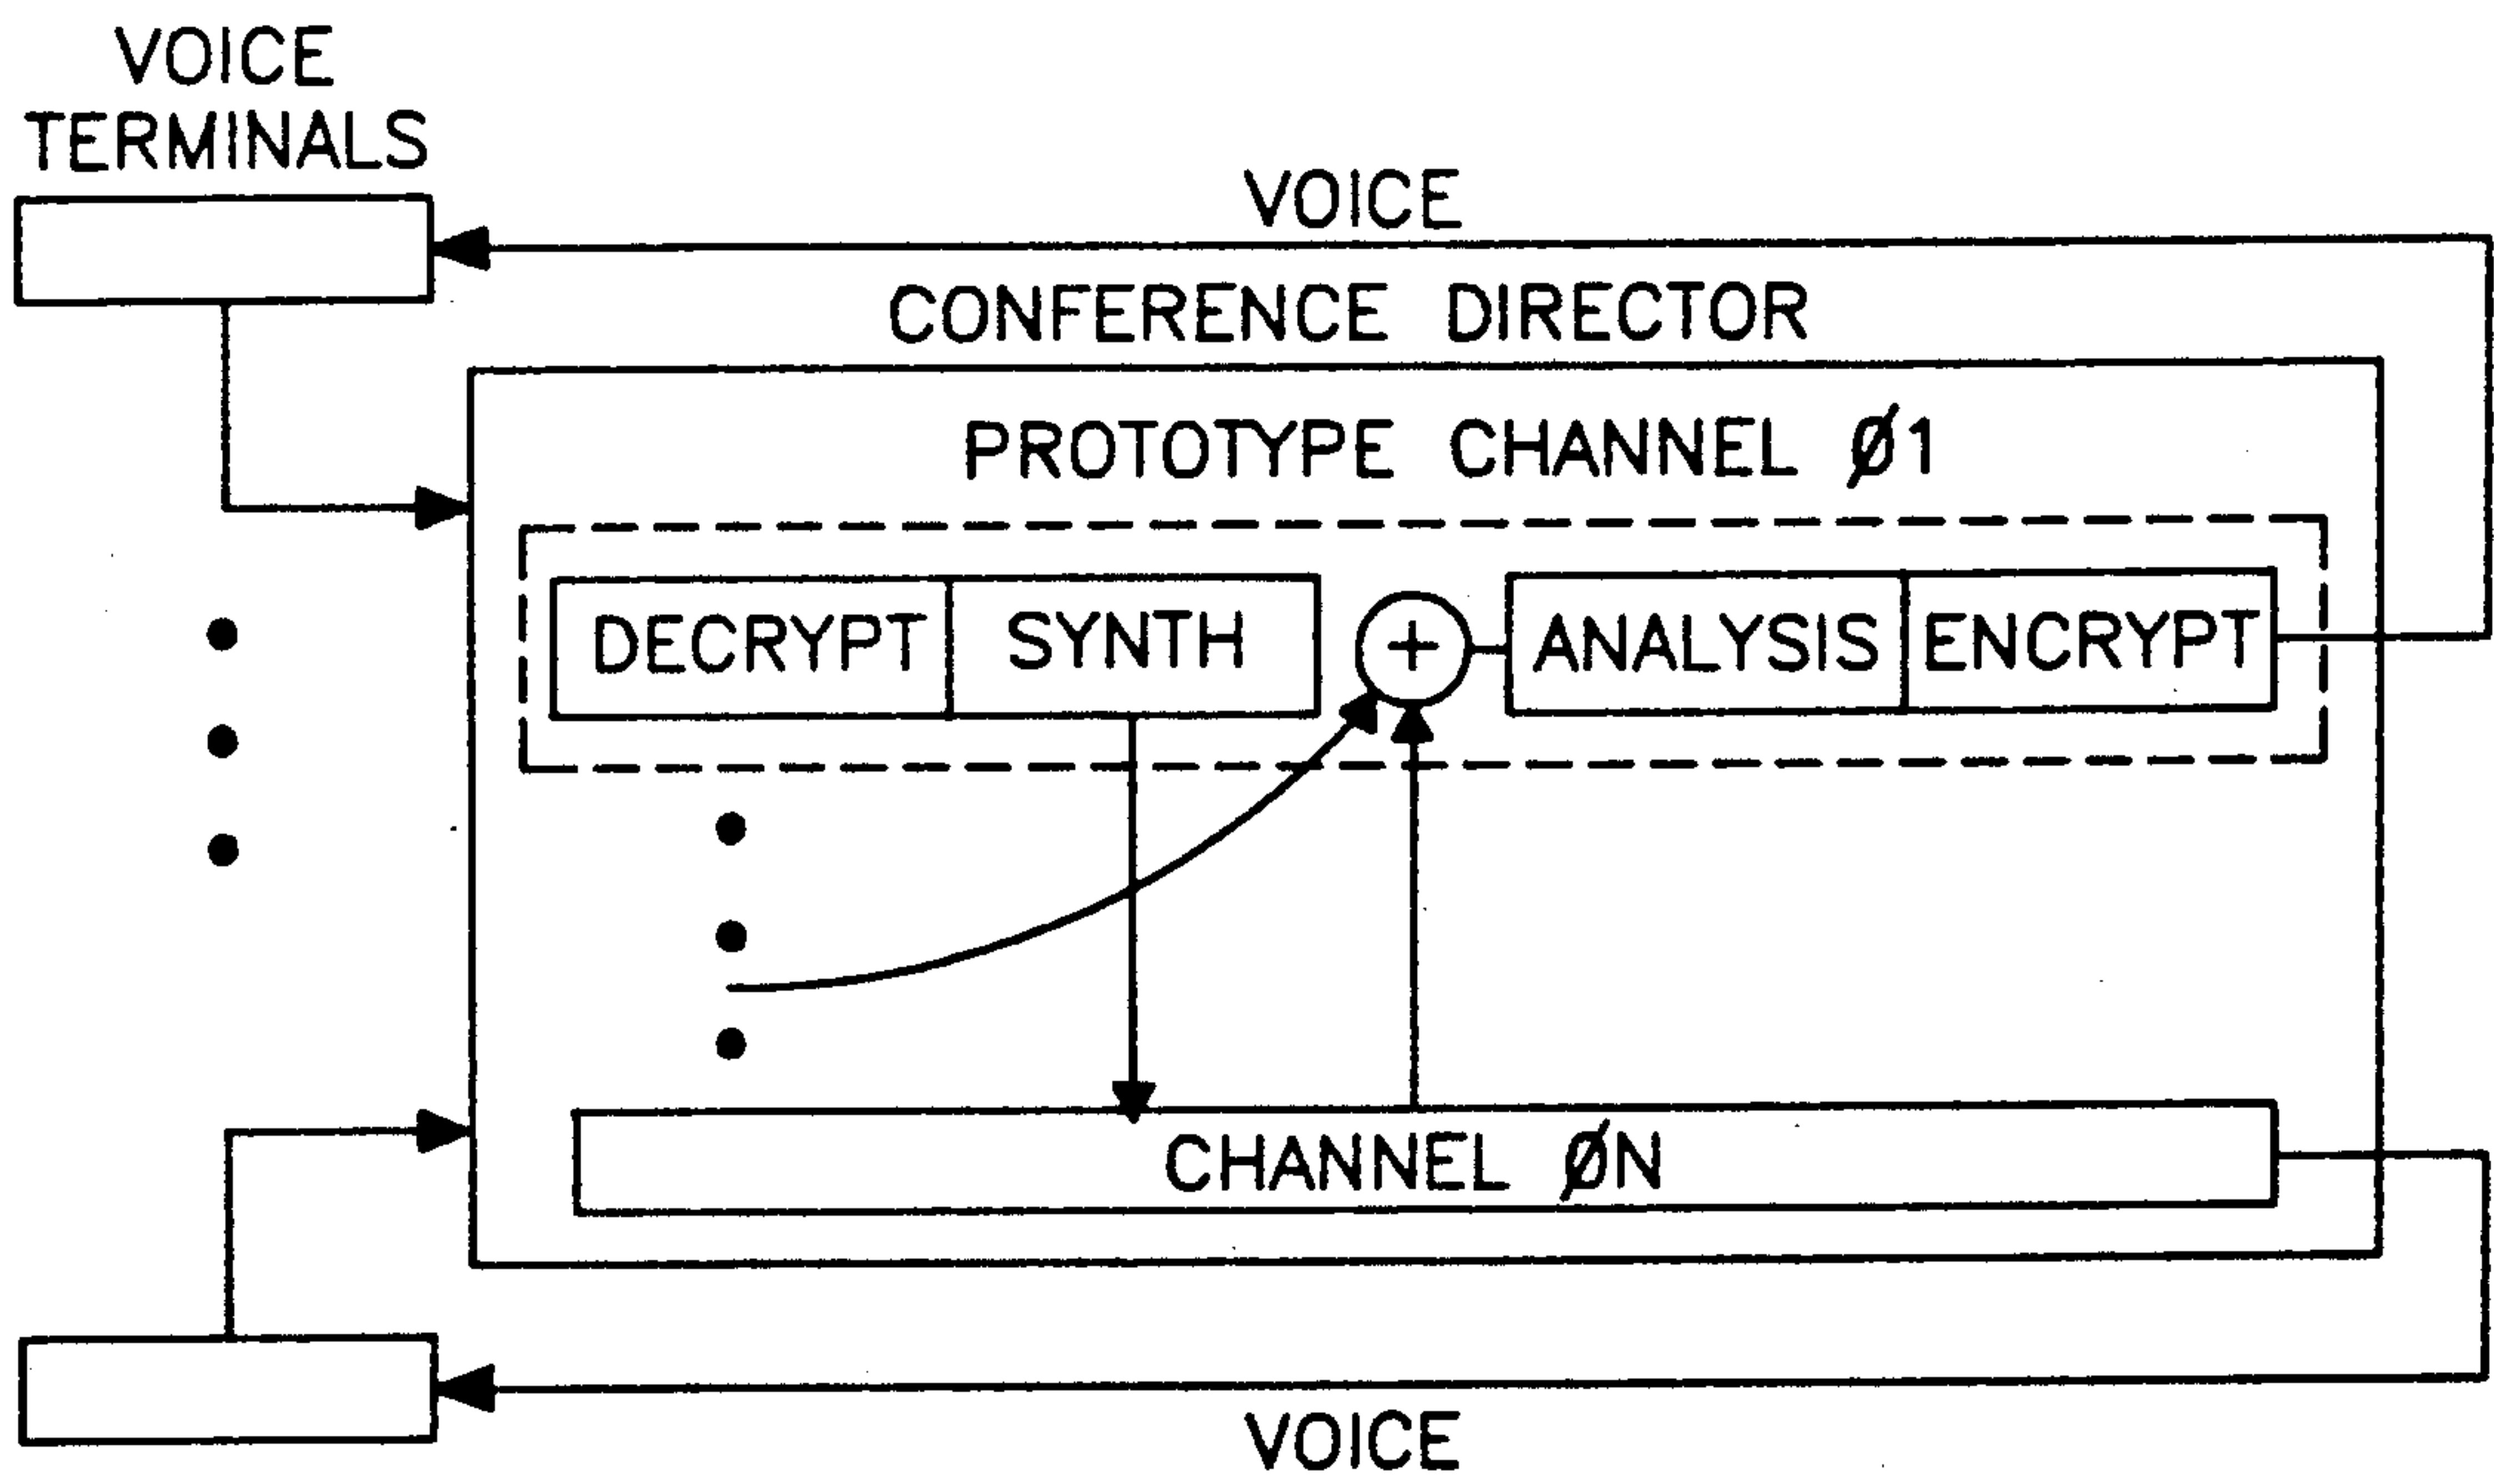 VOICE
TERMINALS
VOICE
CONFERENCE DIRECTOR
PROTOTYPE CHANNEL Ø1
DECRYPT SYNTH + ANALYSIS ENCRYPT
CHANNEL ØN
VOICE